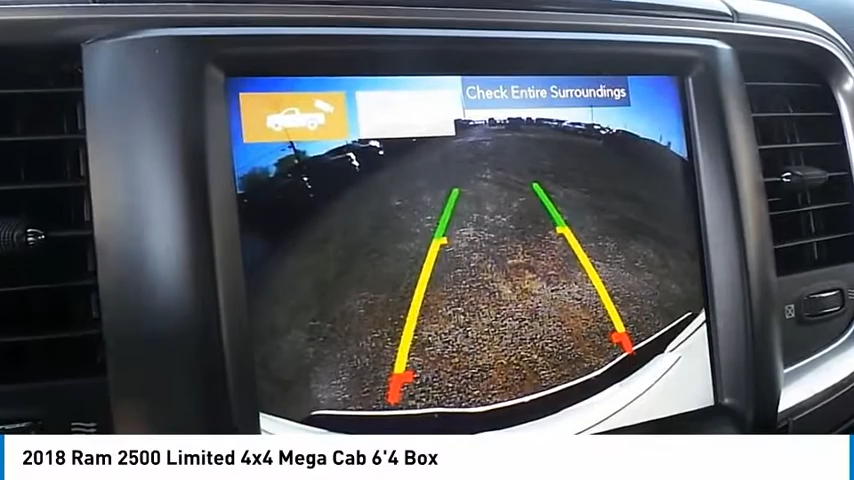 Check Entire Surroundings
2018 Ram 2500 Limited 4x4 Mega Cab 6'4 Box